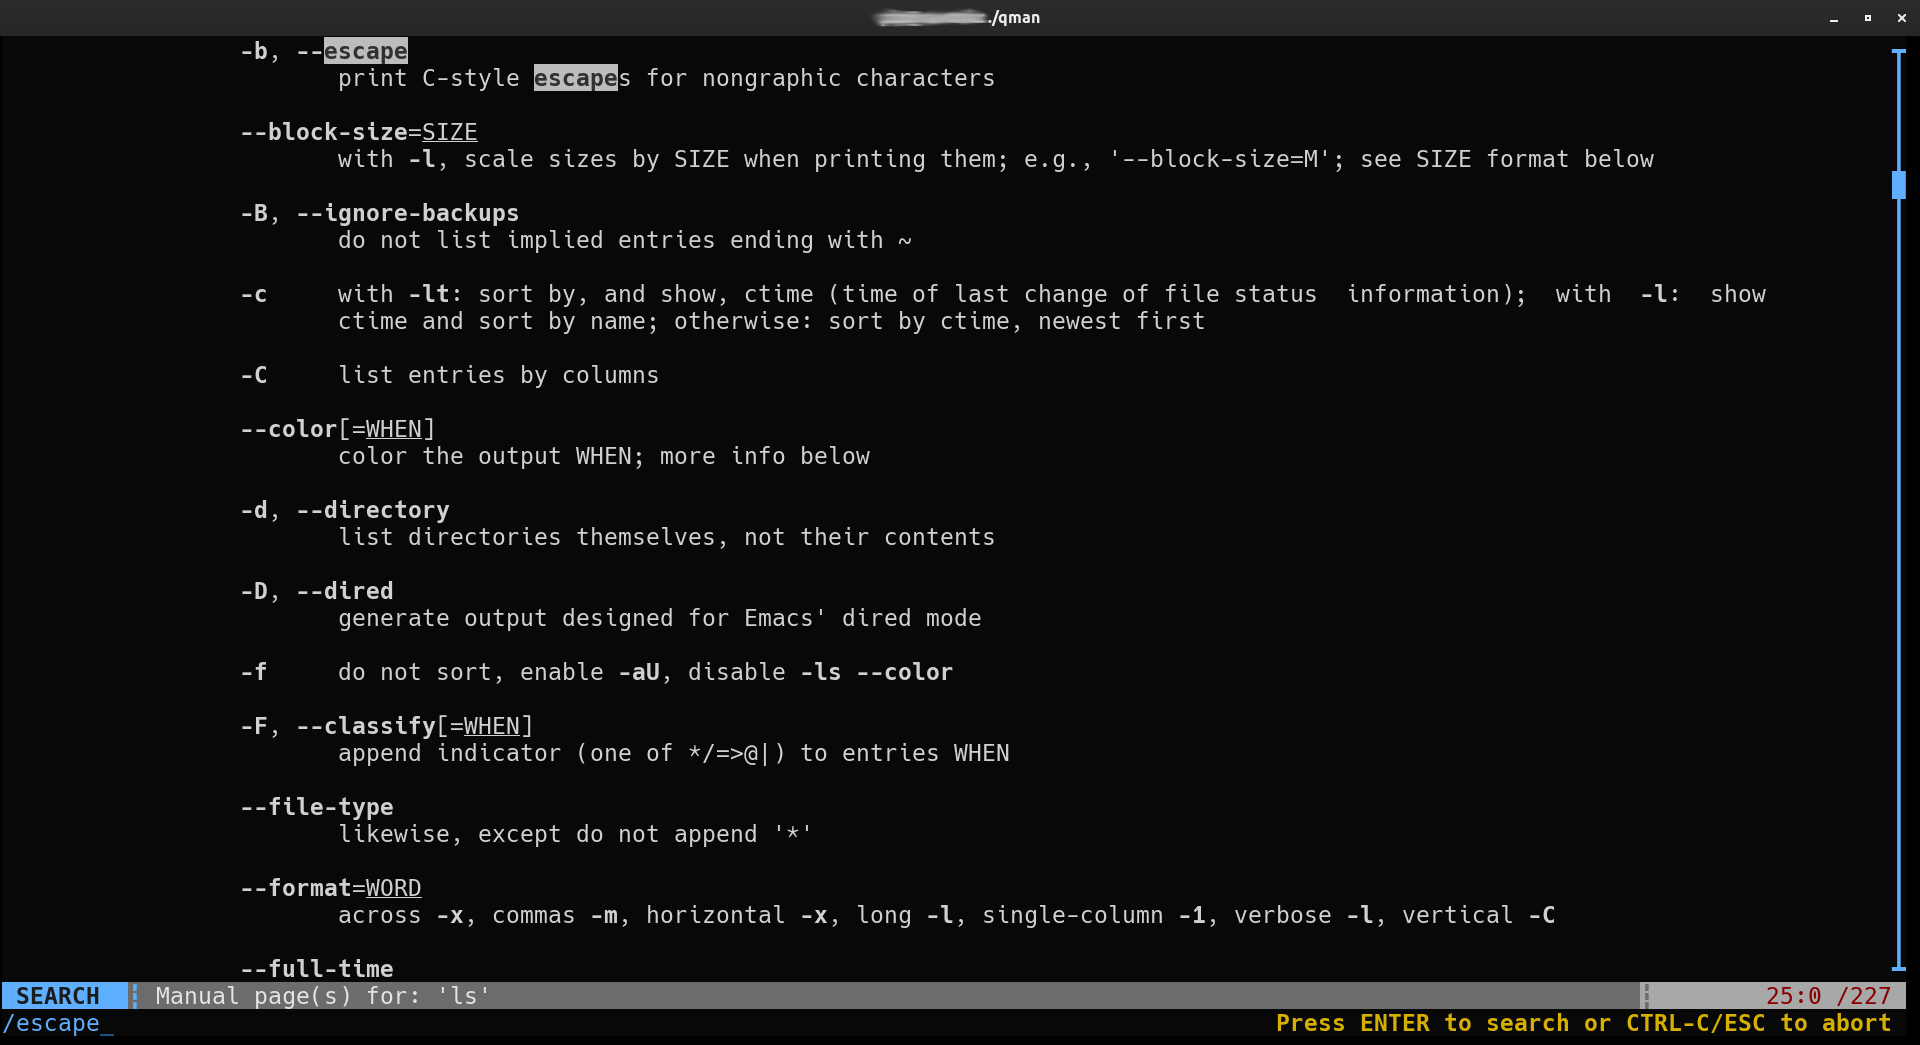 ./qman
-b, --escape
print C-style escapes for nongraphic characters
--block-size=SIZE
with -l, scale sizes by SIZE when printing them; e.g., '--block-size=M'; see SIZE format below
-B, --ignore-backups
do not list implied entries ending with ~
-c with -lt: sort by, and show, ctime (time of last change of file status information); with -l: show
ctime and sort by name; otherwise: sort by ctime, newest first
-C list entries by columns
--color[=WHEN]
color the output WHEN; more info below
-d, --directory
list directories themselves, not their contents
-D, --dired
generate output designed for Emacs' dired mode
-f do not sort, enable -aU, disable -ls --color
-F, --classify[=WHEN]
append indicator (one of */=>@|) to entries WHEN
--file-type
likewise, except do not append '*'
--format=WORD
across -x, commas -m, horizontal -x, long -l, single-column -1, verbose -l, vertical -C
--full-time
SEARCH Manual page(s) for: 'ls' 25:0 /227
/escape_ Press ENTER to search or CTRL-C/ESC to abort